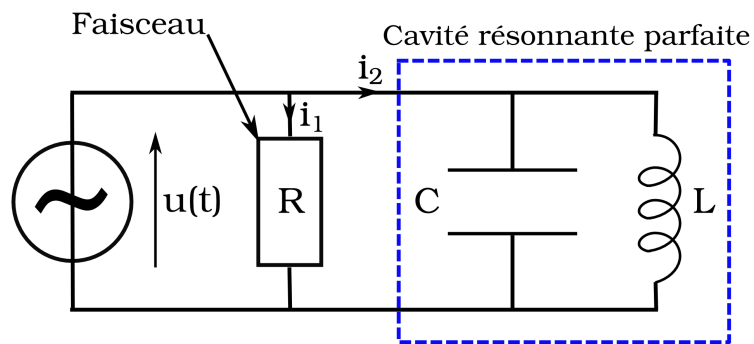 Faisceau
Cavité résonnante parfaite
i₂
i₁
u(t)
R
C
L